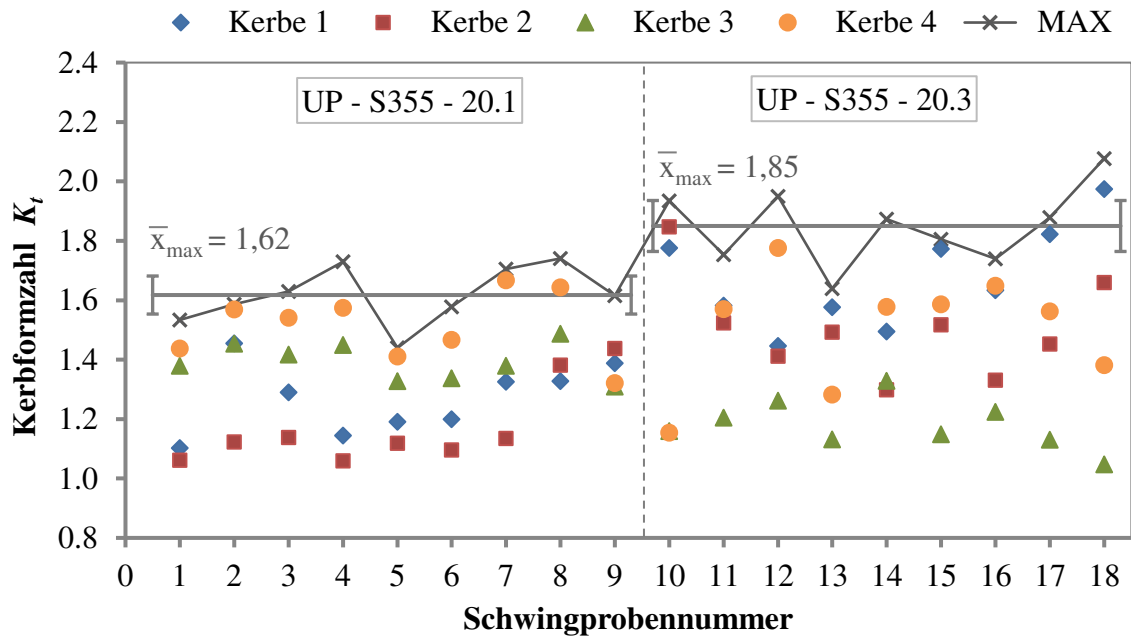 Kerbe 1 Kerbe 2 Kerbe 3 Kerbe 4 MAX
2.4
2.2
2.0
1.8
1.6
1.4
1.2
1.0
0.8
Kerbformzahl K_t
UP - S355 - 20.1
UP - S355 - 20.3
x̅max = 1,62
x̅max = 1,85
0 1 2 3 4 5 6 7 8 9 10 11 12 13 14 15 16 17 18
Schwingprobennummer